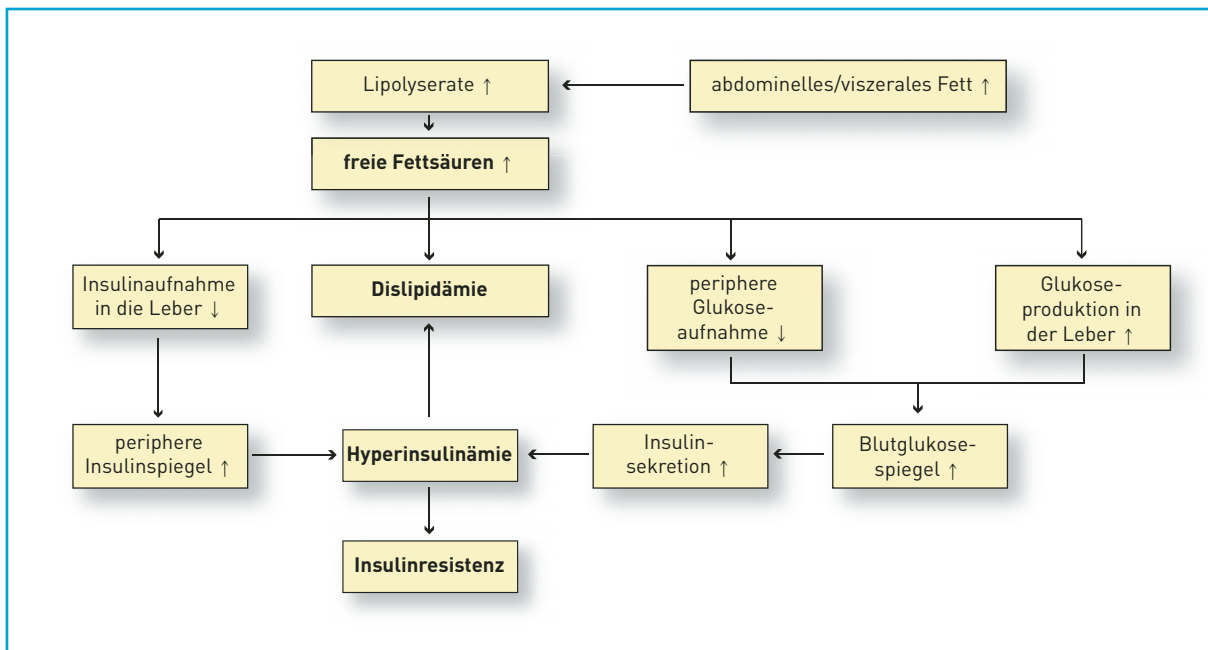 Lipolyserate ↑
abdominelles/viszerales Fett ↑
freie Fettsäuren ↑
Insulinaufnahme
in die Leber ↓
Dislipidämie
periphere
Glukose-
aufnahme ↓
Glukose-
produktion in
der Leber ↑
periphere
Insulinspiegel ↑
Hyperinsulinämie
Insulin-
sekretion ↑
Blutglukose-
spiegel ↑
Insulinresistenz